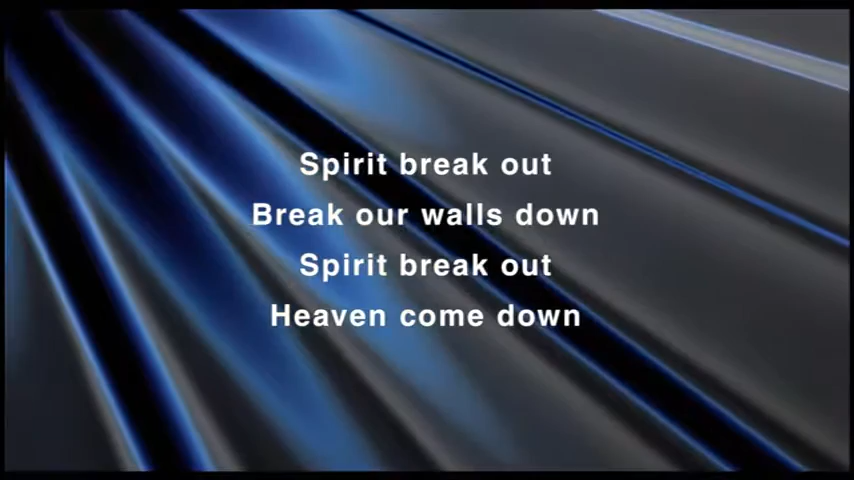 Spirit break out
Break our walls down
Spirit break out
Heaven come down